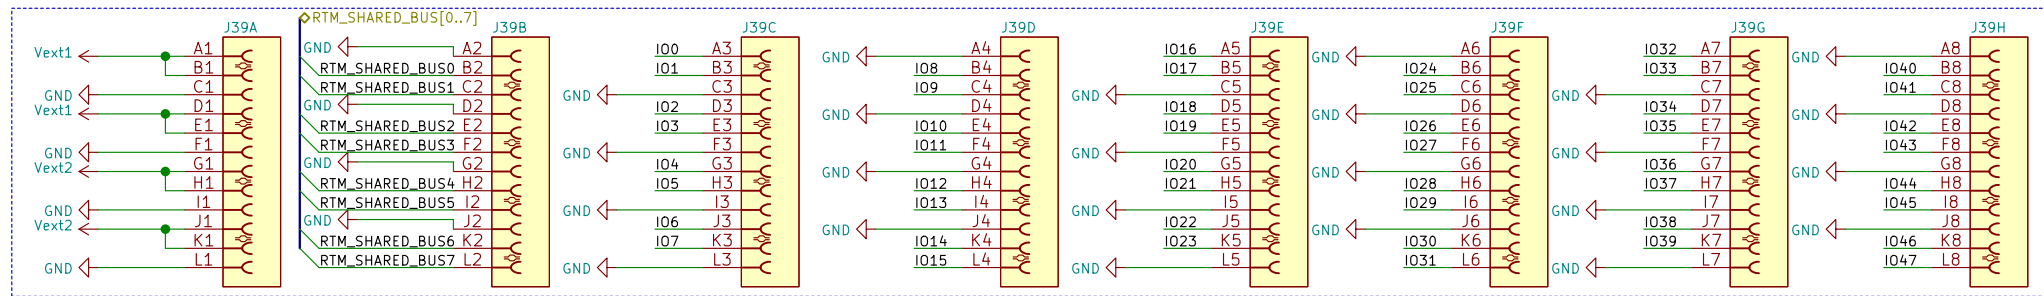 RTM_SHARED_BUS[0..7]
J39A
Vext1 A1
B1
GND C1
Vext1 D1
E1
GND F1
Vext2 G1
H1
GND I1
Vext2 J1
K1
GND L1
J39B
GND A2
RTM_SHARED_BUS0 B2
RTM_SHARED_BUS1 C2
GND D2
RTM_SHARED_BUS2 E2
RTM_SHARED_BUS3 F2
GND G2
RTM_SHARED_BUS4 H2
RTM_SHARED_BUS5 I2
GND J2
RTM_SHARED_BUS6 K2
RTM_SHARED_BUS7 L2
J39C
IO0 A3
IO1 B3
GND C3
IO2 D3
IO3 E3
GND F3
IO4 G3
IO5 H3
GND I3
IO6 J3
IO7 K3
GND L3
J39D
GND A4
IO8 B4
IO9 C4
GND D4
IO10 E4
IO11 F4
GND G4
IO12 H4
IO13 I4
GND J4
IO14 K4
IO15 L4
J39E
IO16 A5
IO17 B5
GND C5
IO18 D5
IO19 E5
GND F5
IO20 G5
IO21 H5
GND I5
IO22 J5
IO23 K5
GND L5
J39F
GND A6
IO24 B6
IO25 C6
GND D6
IO26 E6
IO27 F6
GND G6
IO28 H6
IO29 I6
GND J6
IO30 K6
IO31 L6
J39G
IO32 A7
IO33 B7
GND C7
IO34 D7
IO35 E7
GND F7
IO36 G7
IO37 H7
GND I7
IO38 J7
IO39 K7
GND L7
J39H
GND A8
IO40 B8
IO41 C8
GND D8
IO42 E8
IO43 F8
GND G8
IO44 H8
IO45 I8
GND J8
IO46 K8
IO47 L8